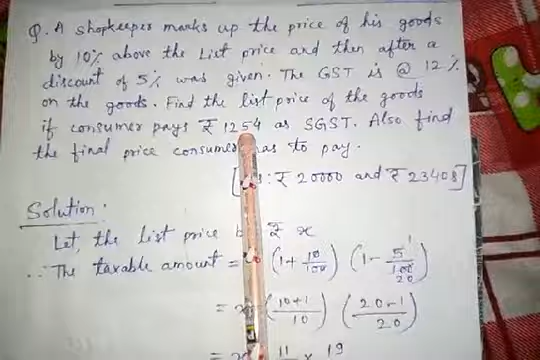 Q. A shopkeeper marks up the price of his goods
by 10% above the List price and then after a
discount of 5% was given. The GST is @ 12%
on the goods. Find the list price of the goods
if consumer pays ₹ 1254 as SGST. Also find
the final price consumer has to pay.
[ : ₹ 20000 and ₹ 23408]
Solution:
Let, the list price b ₹ x
∴ The taxable amount = (1 + 10/100) (1 - 5/100) 1 20
= (10+1/10) (20-1/20)
= 11 × 19